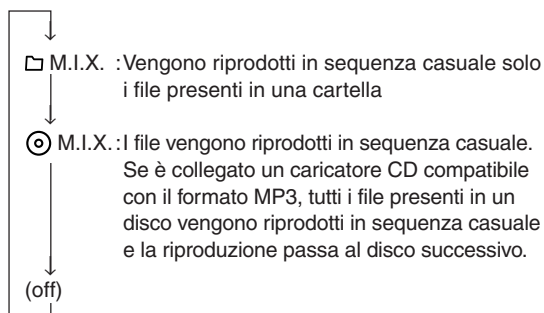 M.I.X. : Vengono riprodotti in sequenza casuale solo
i file presenti in una cartella
M.I.X. : I file vengono riprodotti in sequenza casuale.
Se è collegato un caricatore CD compatibile
con il formato MP3, tutti i file presenti in un
disco vengono riprodotti in sequenza casuale
e la riproduzione passa al disco successivo.
(off)